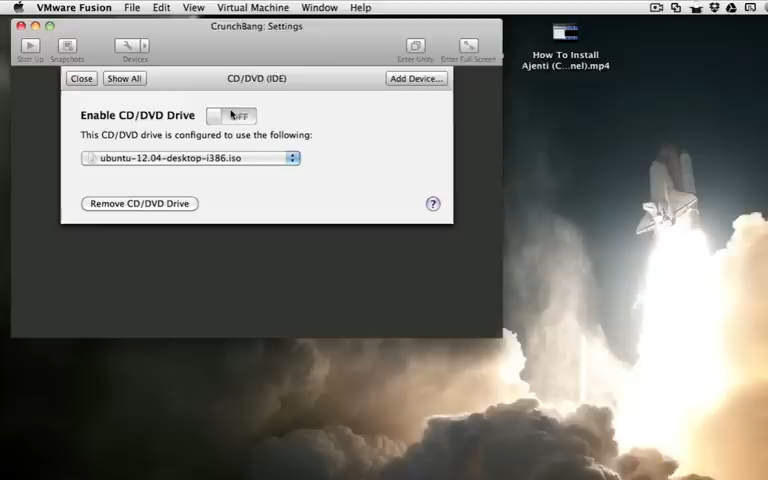 VMware Fusion File Edit View Virtual Machine Window Help
CrunchBang: Settings
Start Up Snapshots Devices Enter Unity Enter Full Screen
Close Show All CD/DVD (IDE) Add Device...
Enable CD/DVD Drive OFF
This CD/DVD drive is configured to use the following:
ubuntu-12.04-desktop-i386.iso
Remove CD/DVD Drive ?
How To Install
Ajenti (C...nel).mp4